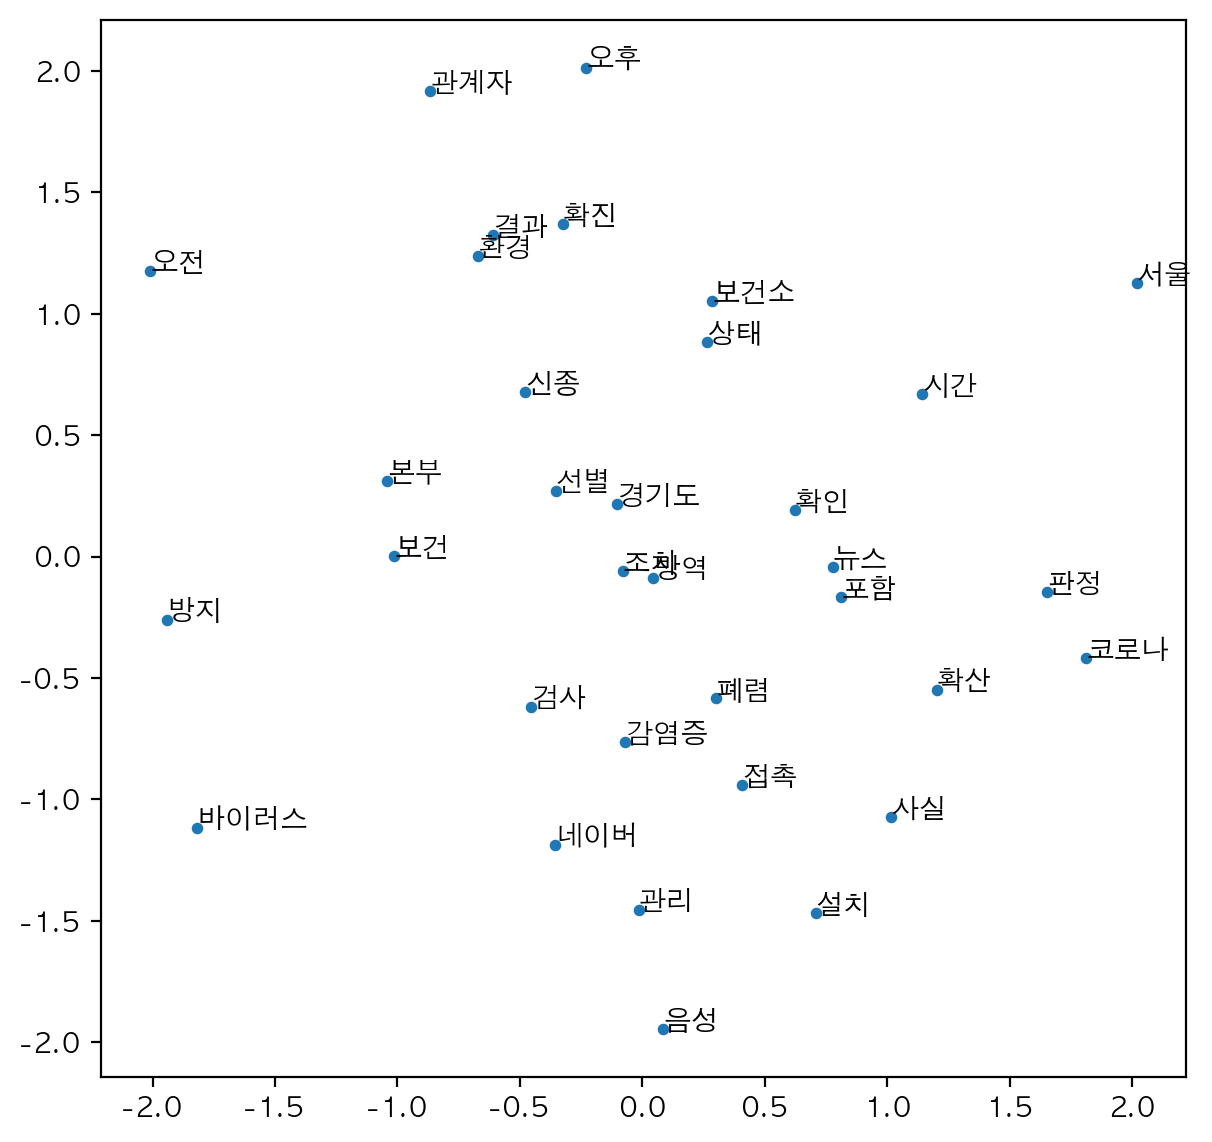 2.0
1.5
1.0
0.5
0.0
-0.5
-1.0
-1.5
-2.0
오후
관계자
확진
결과
환경
오전
서울
보건소
상태
신종
시간
본부
선별
경기도
확인
보건
조치
방역
뉴스
포함
판정
방지
코로나
확산
검사
폐렴
감염증
접촉
바이러스
사실
네이버
관리
설치
음성
-2.0 -1.5 -1.0 -0.5 0.0 0.5 1.0 1.5 2.0